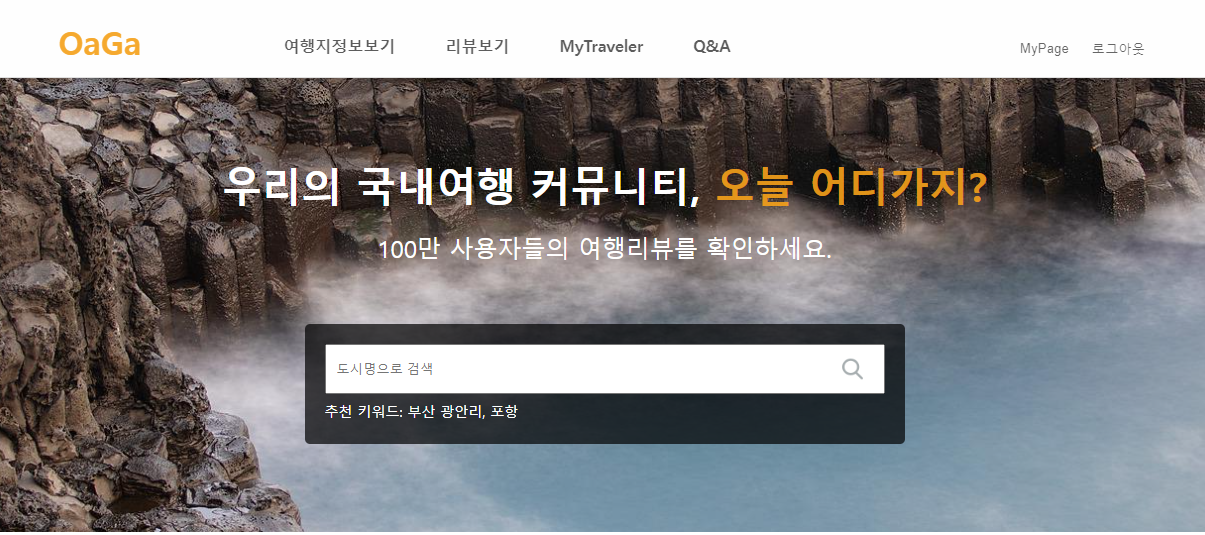 OaGa
여행지정보보기
리뷰보기
MyTraveler
Q&A
MyPage
로그아웃
우리의 국내여행 커뮤니티, 오늘 어디가지?
100만 사용자들의 여행리뷰를 확인하세요.
도시명으로 검색
추천 키워드: 부산 광안리, 포항